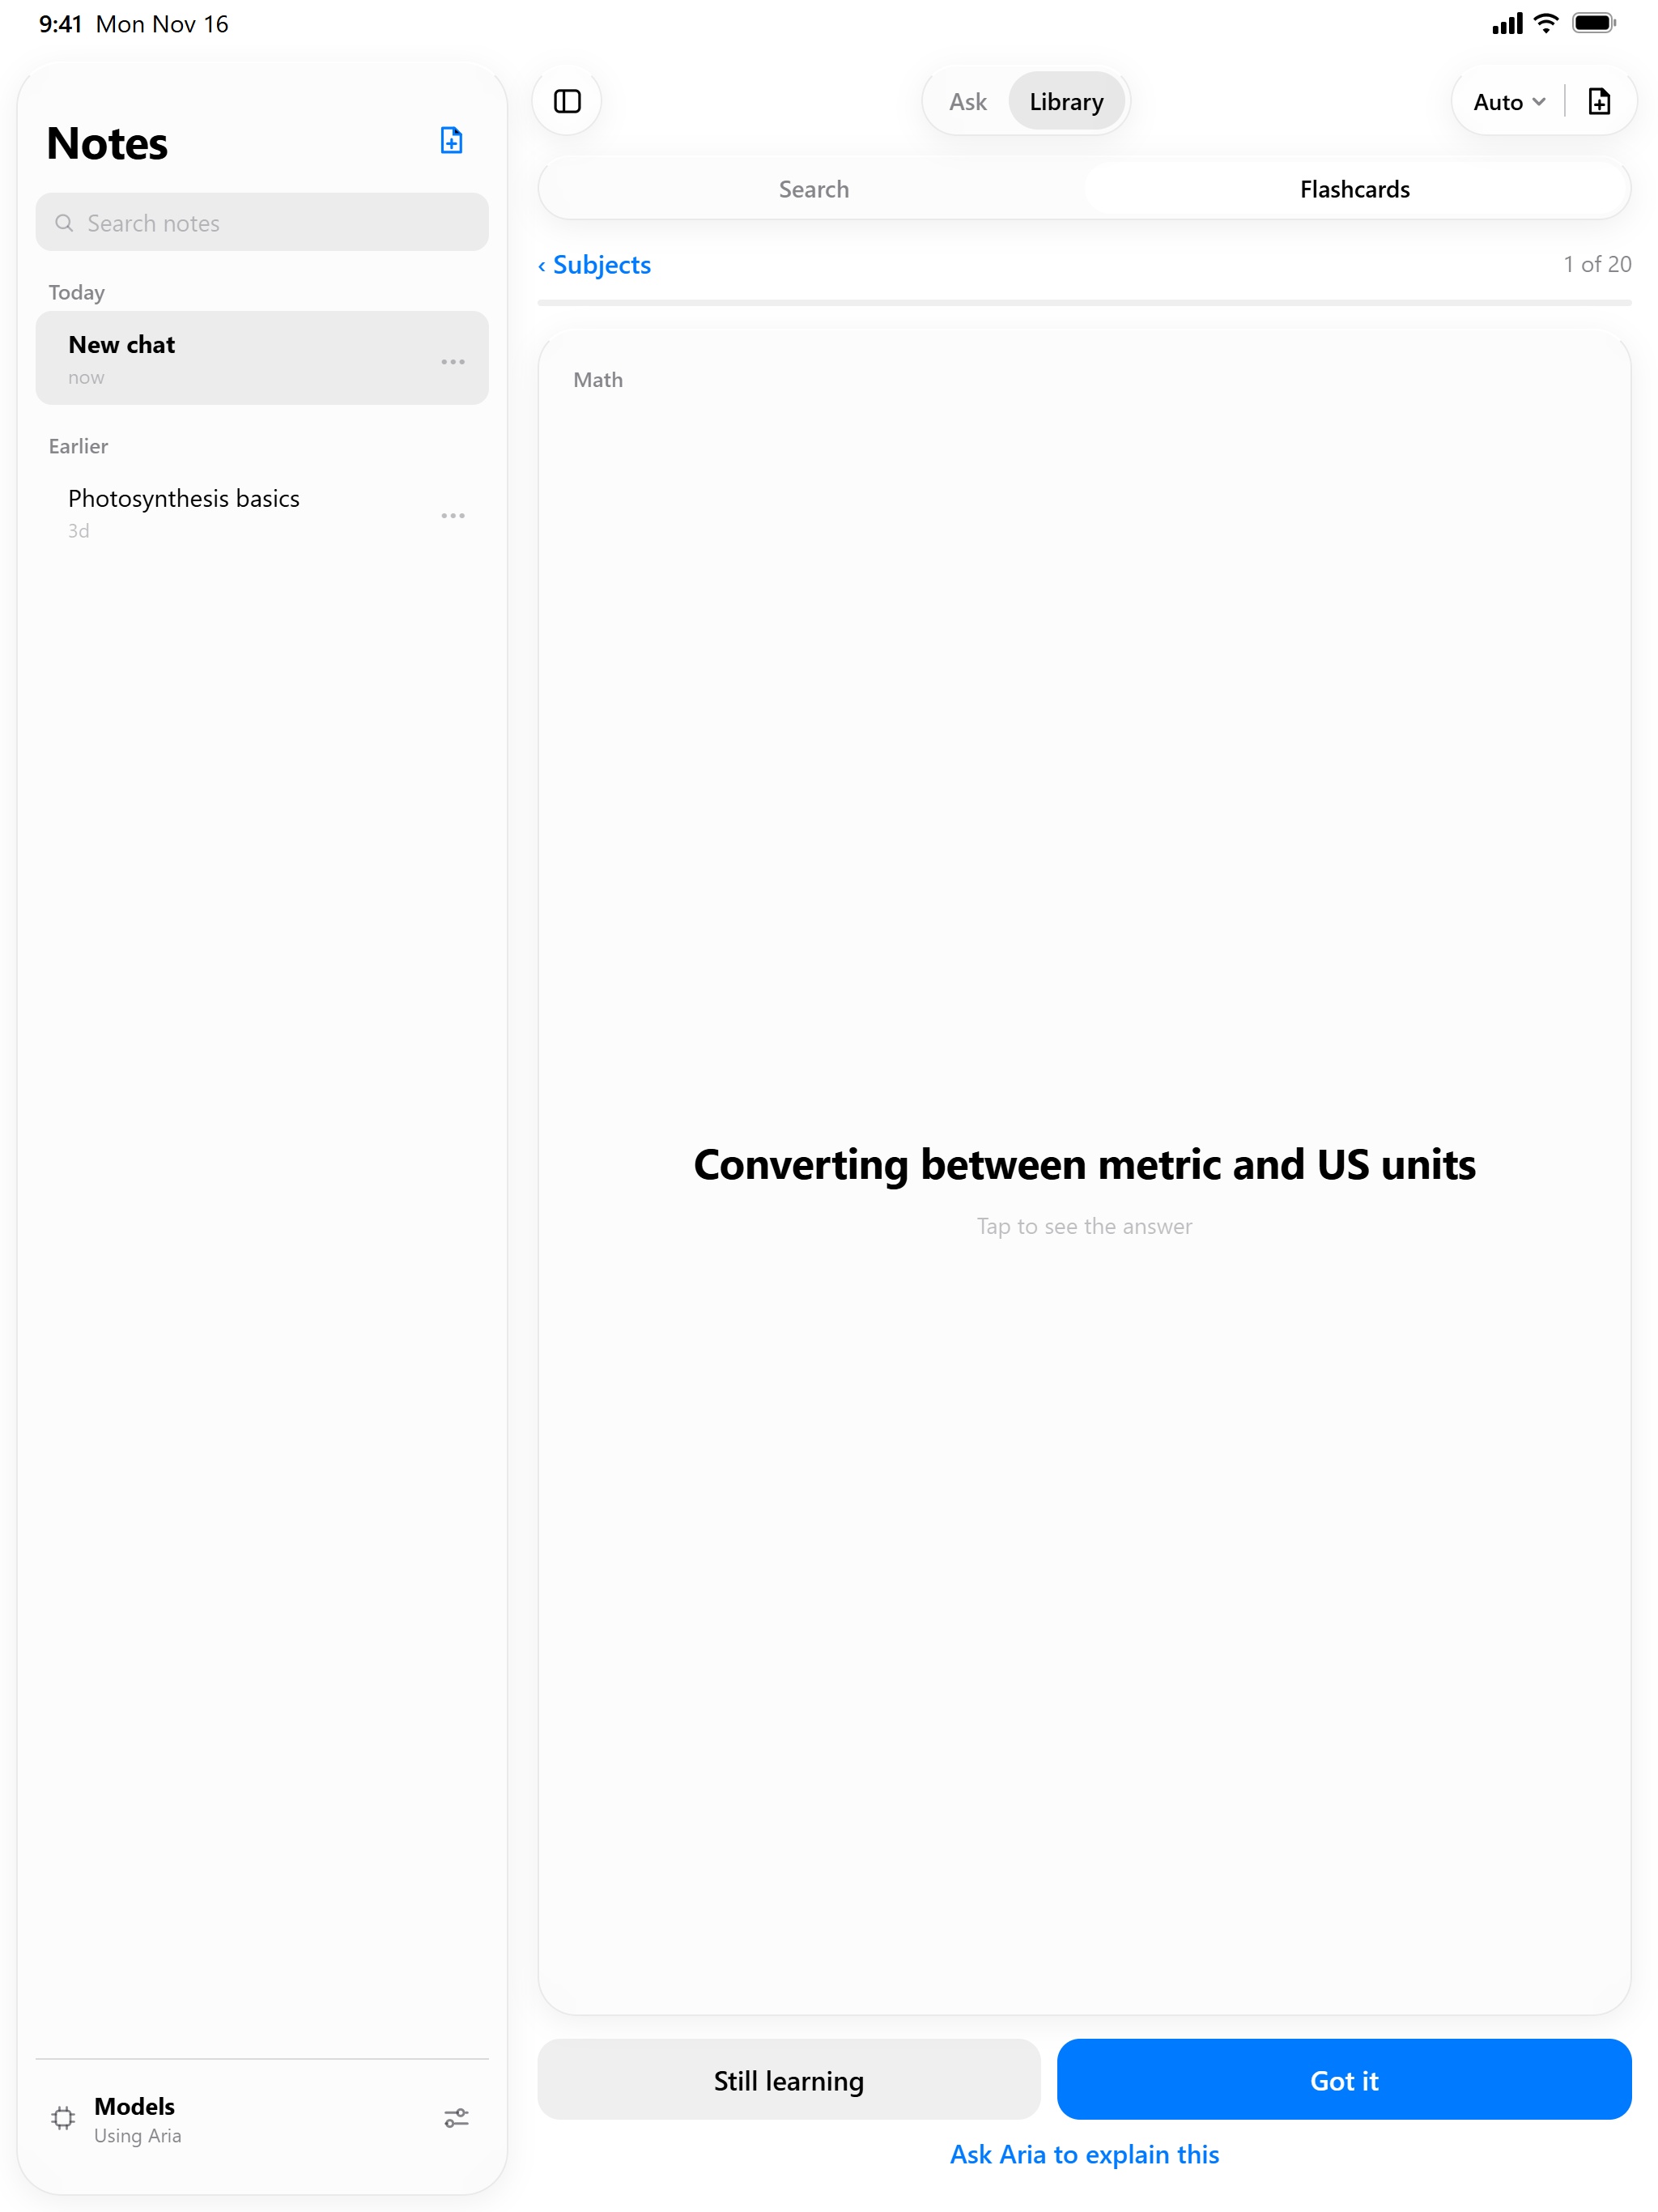 9:41 Mon Nov 16
Notes
Search notes
Today
New chat
now
Earlier
Photosynthesis basics
3d
Models
Using Aria
Ask
Library
Auto
Search
Flashcards
‹ Subjects
1 of 20
Math
Converting between metric and US units
Tap to see the answer
Still learning
Got it
Ask Aria to explain this